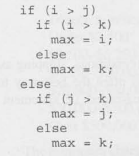 if (i > j)
  if (i > k)
    max = i;
  else
    max = k;
else
  if (j > k)
    max = j;
  else
    max = k;